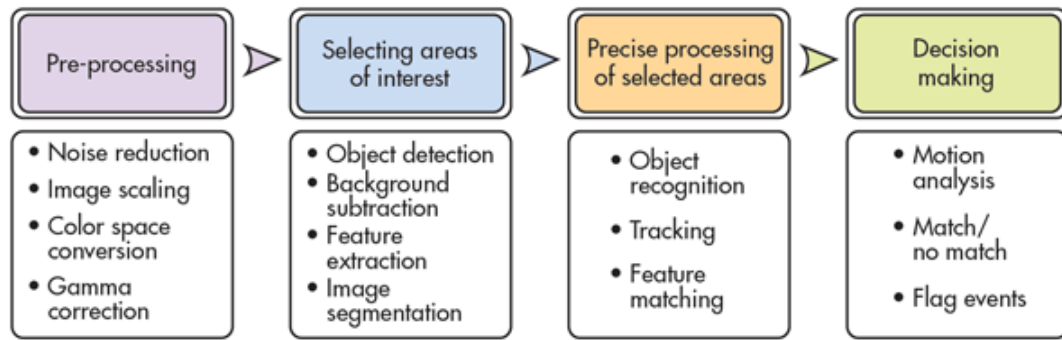 Pre-processing
Selecting areas
of interest
Precise processing
of selected areas
Decision
making
• Noise reduction
• Image scaling
• Color space
conversion
• Gamma
correction
• Object detection
• Background
subtraction
• Feature
extraction
• Image
segmentation
• Object
recognition
• Tracking
• Feature
matching
• Motion
analysis
• Match/
no match
• Flag events